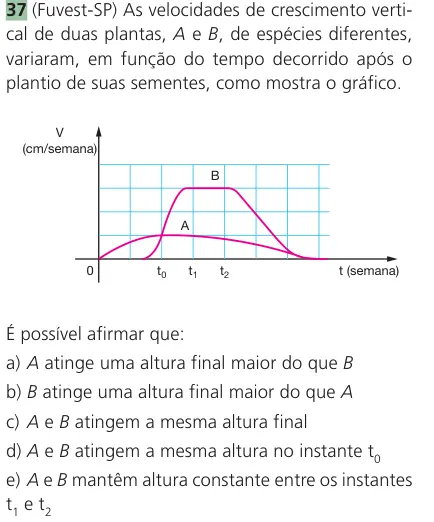 37 (Fuvest-SP) As velocidades de crescimento verti-
cal de duas plantas, A e B, de espécies diferentes,
variaram, em função do tempo decorrido após o
plantio de suas sementes, como mostra o gráfico.
V
(cm/semana)
B
A
0 t0 t1 t2 t (semana)
É possível afirmar que:
a) A atinge uma altura final maior do que B
b) B atinge uma altura final maior do que A
c) A e B atingem a mesma altura final
d) A e B atingem a mesma altura no instante t0
e) A e B mantêm altura constante entre os instantes
t1 e t2